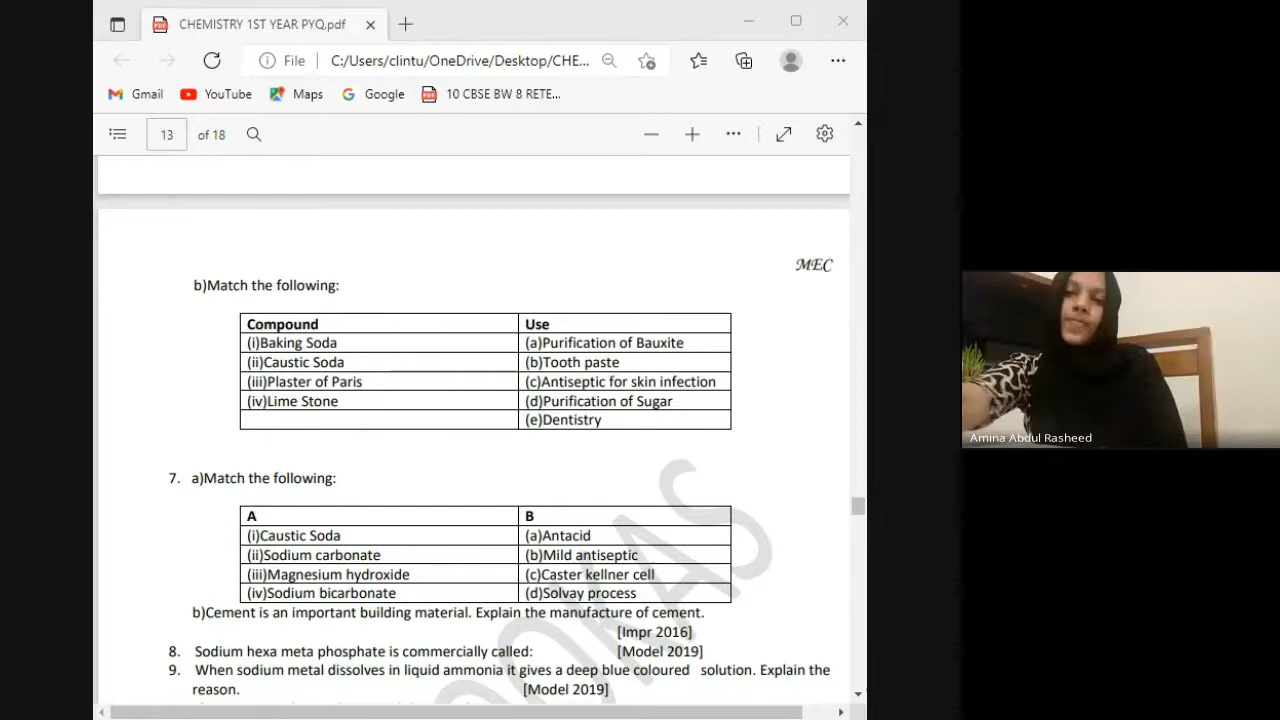 CHEMISTRY 1ST YEAR PYQ.pdf
File C:/Users/clintu/OneDrive/Desktop/CHE...
Gmail YouTube Maps Google 10 CBSE BW 8 RETE...
13 of 18
MEC
b)Match the following:
Compound Use
(i)Baking Soda (a)Purification of Bauxite
(ii)Caustic Soda (b)Tooth paste
(iii)Plaster of Paris (c)Antiseptic for skin infection
(iv)Lime Stone (d)Purification of Sugar
(e)Dentistry
7. a)Match the following:
A B
(i)Caustic Soda (a)Antacid
(ii)Sodium carbonate (b)Mild antiseptic
(iii)Magnesium hydroxide (c)Caster kellner cell
(iv)Sodium bicarbonate (d)Solvay process
b)Cement is an important building material. Explain the manufacture of cement.
[Impr 2016]
8. Sodium hexa meta phosphate is commercially called: [Model 2019]
9. When sodium metal dissolves in liquid ammonia it gives a deep blue coloured solution. Explain the
reason. [Model 2019]
Amina Abdul Rasheed